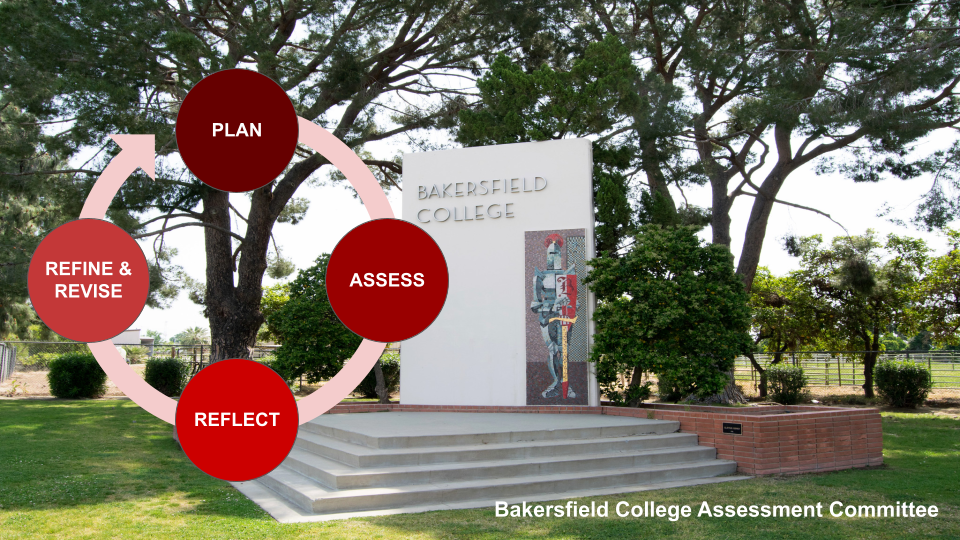 PLAN
ASSESS
REFLECT
REFINE &
REVISE
BAKERSFIELD
COLLEGE
Bakersfield College Assessment Committee